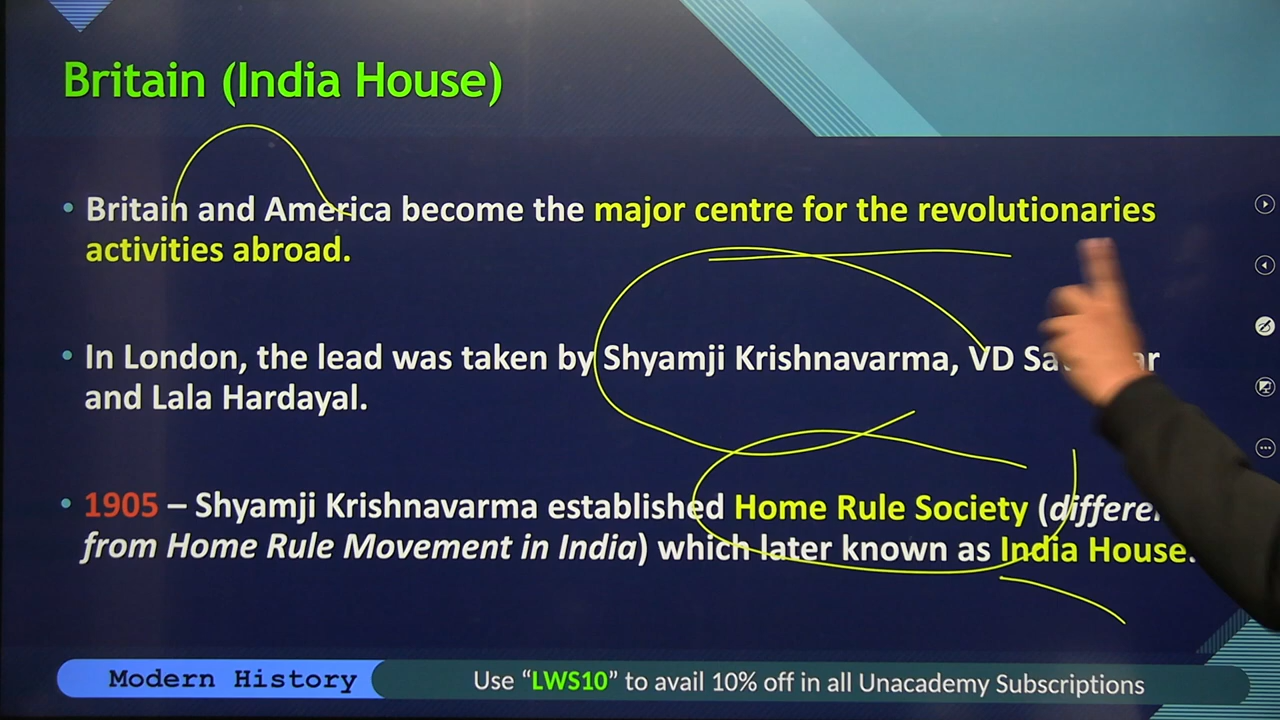 Britain (India House)
• Britain and America become the major centre for the revolutionaries
activities abroad.
• In London, the lead was taken by Shyamji Krishnavarma, VD
and Lala Hardayal.
• 1905 – Shyamji Krishnavarma established Home Rule Society (
from Home Rule Movement in India) which later known as India House.
Modern History
Use “LWS10” to avail 10% off in all Unacademy Subscriptions